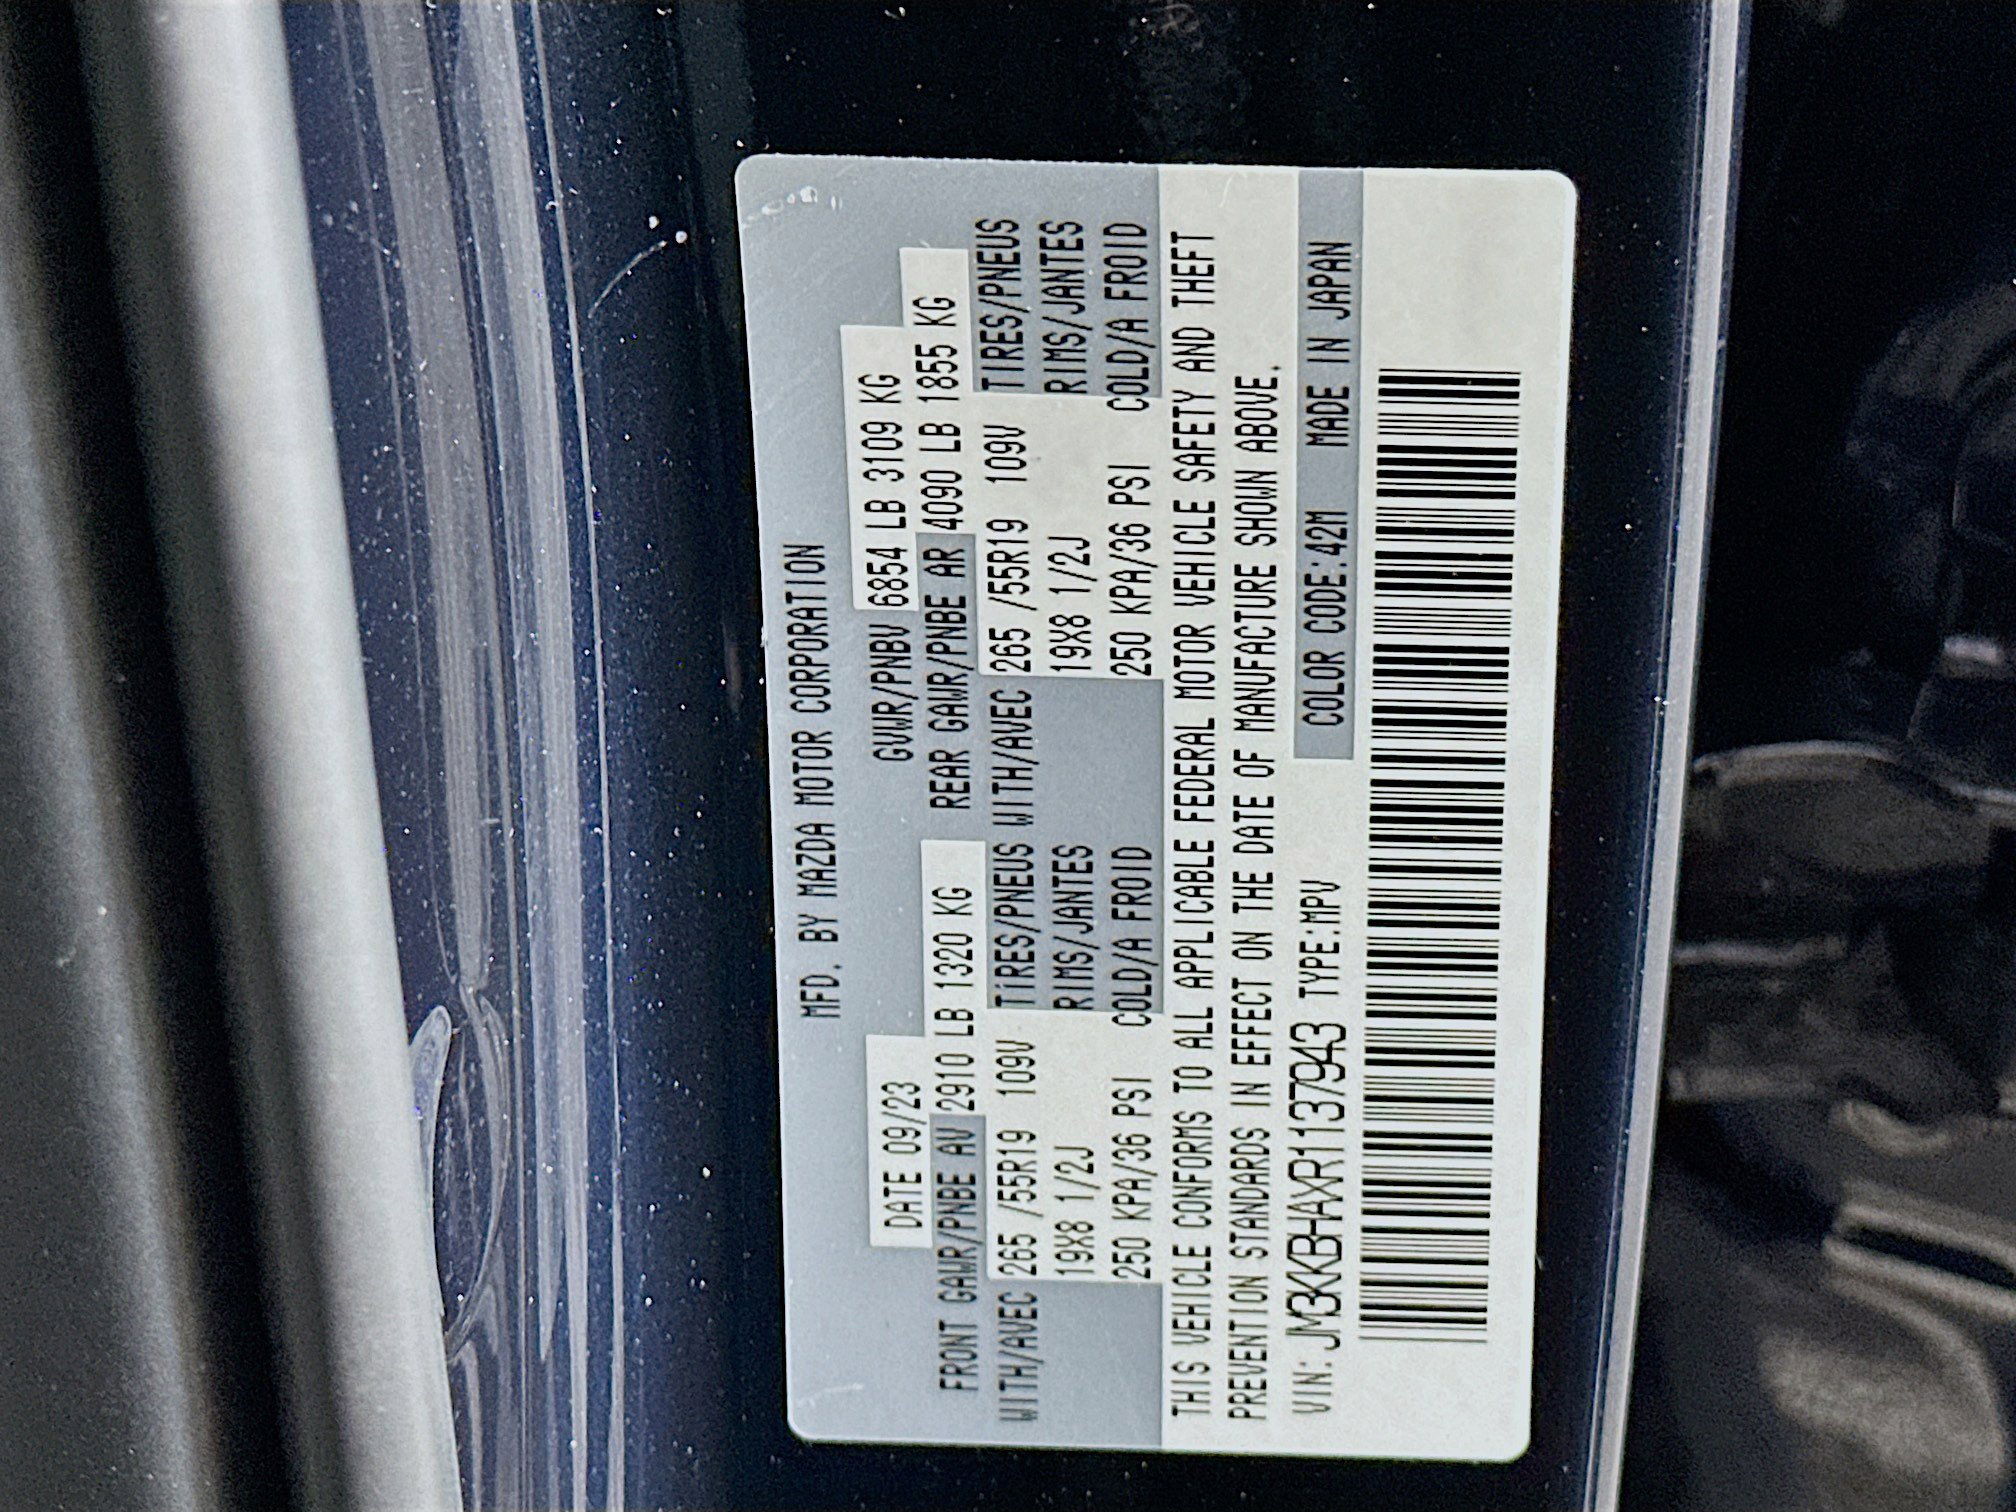 MFD. BY MAZDA MOTOR CORPORATION
DATE 09/23 GVWR/PNBV 6854 LB 3109 KG
FRONT GAWR/PNBE AV 2910 LB 1320 KG REAR GAWR/PNBE AR 4090 LB 1855 KG
WITH/AVEC 265 /55R19 109V TIRES/PNEUS WITH/AVEC 265 /55R19 109V TIRES/PNEUS
19X8 1/2J RIMS/JANTES 19X8 1/2J RIMS/JANTES
250 KPA/36 PSI COLD/A FROID 250 KPA/36 PSI COLD/A FROID
THIS VEHICLE CONFORMS TO ALL APPLICABLE FEDERAL MOTOR VEHICLE SAFETY AND THEFT
PREVENTION STANDARDS IN EFFECT ON THE DATE OF MANUFACTURE SHOWN ABOVE.
VIN: JM3KKBHAXR1137943 TYPE:MPV COLOR CODE:42M MADE IN JAPAN